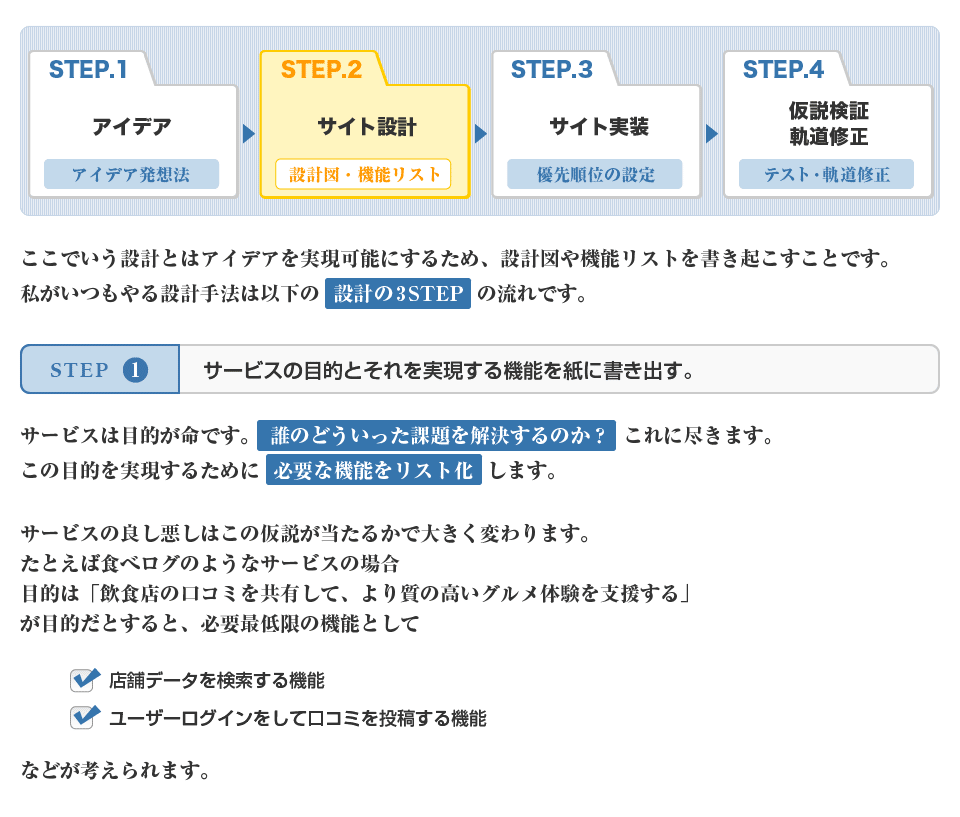 STEP.1
アイデア
アイデア発想法
STEP.2
サイト設計
設計図・機能リスト
STEP.3
サイト実装
優先順位の設定
STEP.4
仮説検証
軌道修正
テスト・軌道修正
ここでいう設計とはアイデアを実現可能にするため、設計図や機能リストを書き起こすことです。
私がいつもやる設計手法は以下の 設計の3STEP の流れです。
STEP 1 サービスの目的とそれを実現する機能を紙に書き出す。
サービスは目的が命です。 誰のどういった課題を解決するのか？ これに尽きます。
この目的を実現するために 必要な機能をリスト化 します。
サービスの良し悪しはこの仮説が当たるかで大きく変わります。
たとえば食べログのようなサービスの場合
目的は「飲食店の口コミを共有して、より質の高いグルメ体験を支援する」
が目的だとすると、必要最低限の機能として
店舗データを検索する機能
ユーザーログインをして口コミを投稿する機能
などが考えられます。